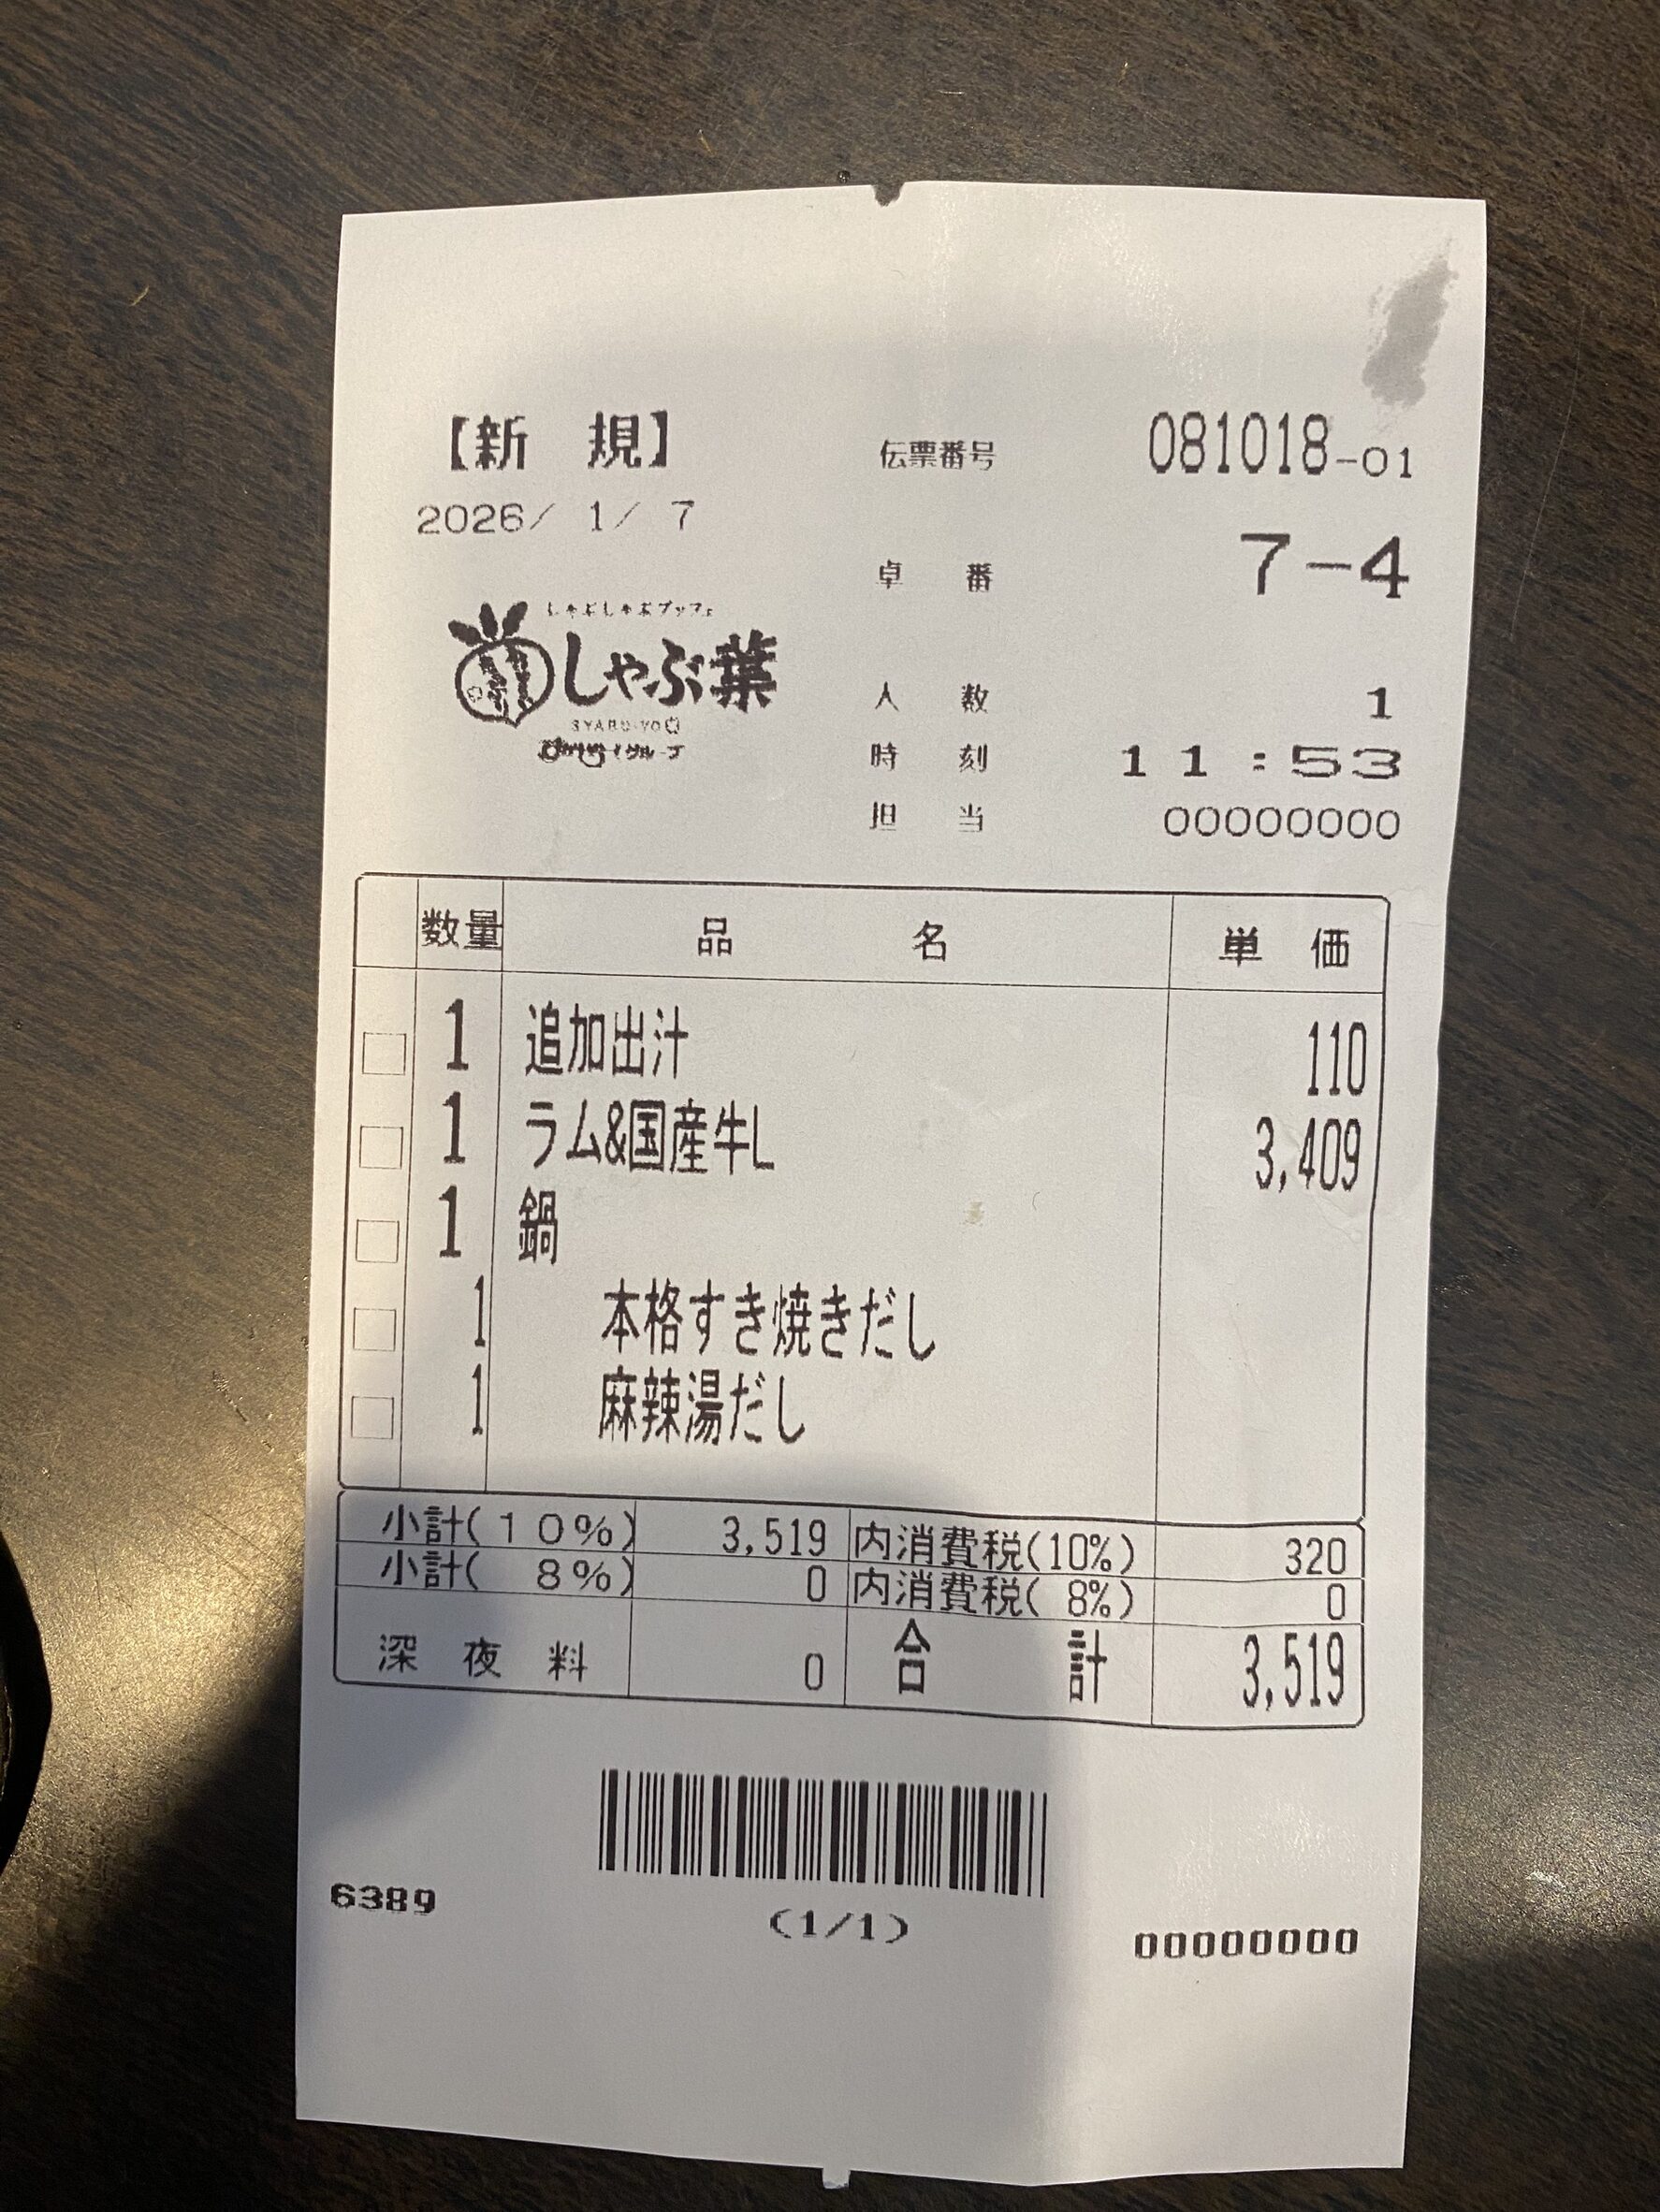 【新 規】 伝票番号 081018-01
2026/ 1/ 7
卓 番 7-4
しゃぶしゃぶブッフェ
しゃぶ葉
SYABU-YO
人 数 1
時 刻 11:53
担 当 00000000
数量 品 名 単 価
1 追加出汁 110
1 ラム&国産牛L 3,409
1 鍋
1 本格すき焼きだし
1 麻辣湯だし
小計(10%) 3,519 内消費税(10%) 320
小計( 8%) 0 内消費税( 8%) 0
深 夜 料 0 合 計 3,519
6389
(1/1)
00000000